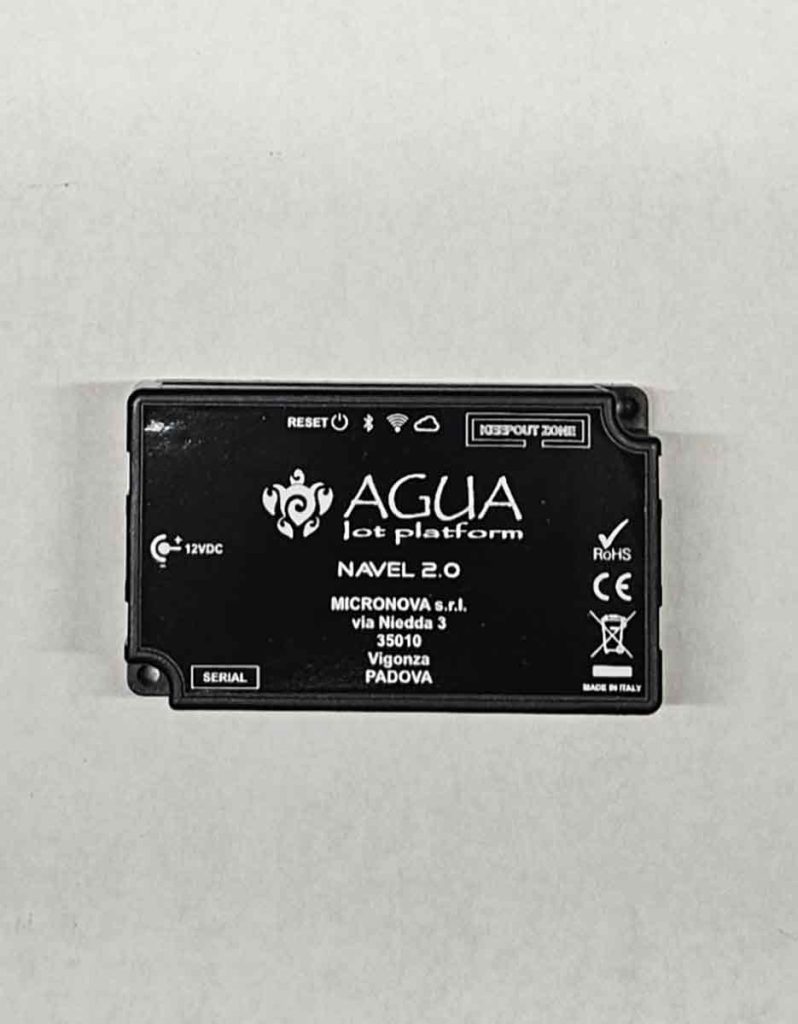 RESET
KEEPOUT ZONE
AGUA
Iot platform
12VDC
NAVEL 2.0
RoHS
CE
MICRONOVA s.r.l.
via Niedda 3
35010
Vigonza
PADOVA
SERIAL
MADE IN ITALY